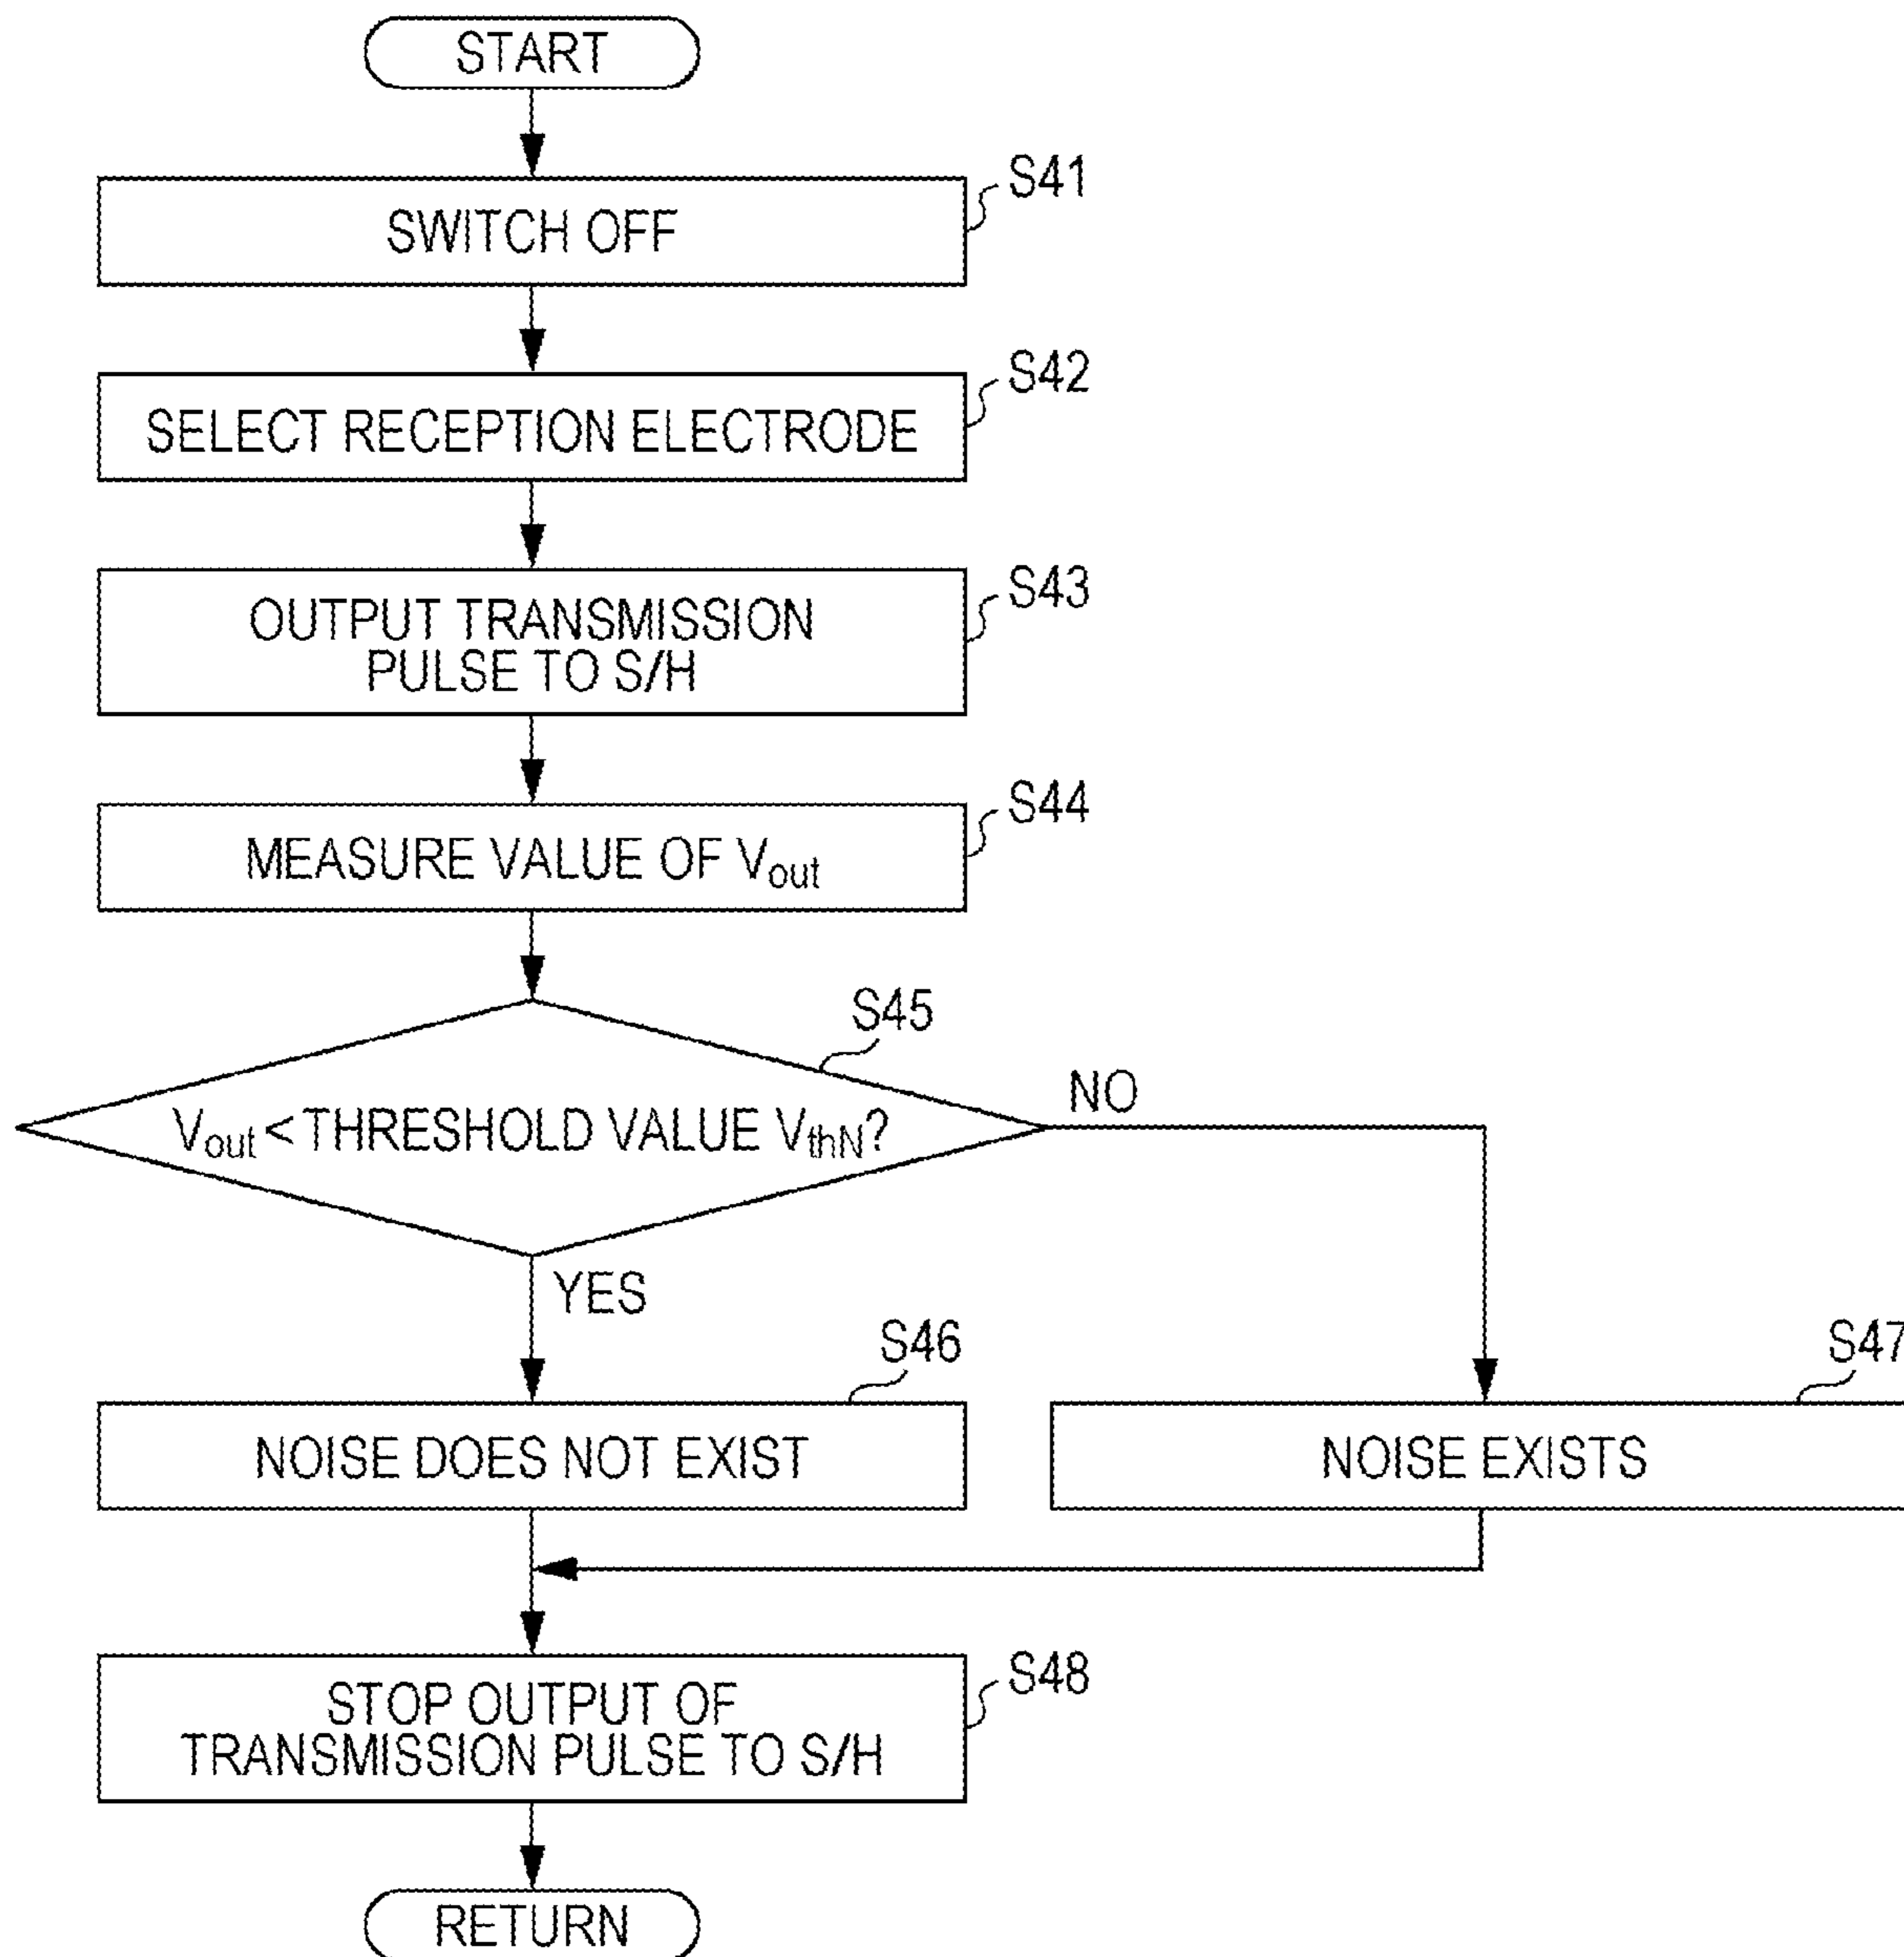 START
S41
SWITCH OFF
S42
SELECT RECEPTION ELECTRODE
S43
OUTPUT TRANSMISSION
PULSE TO S/H
S44
MEASURE VALUE OF Vout
S45
Vout < THRESHOLD VALUE VthN?
NO
YES
S46
NOISE DOES NOT EXIST
S47
NOISE EXISTS
S48
STOP OUTPUT OF
TRANSMISSION PULSE TO S/H
RETURN